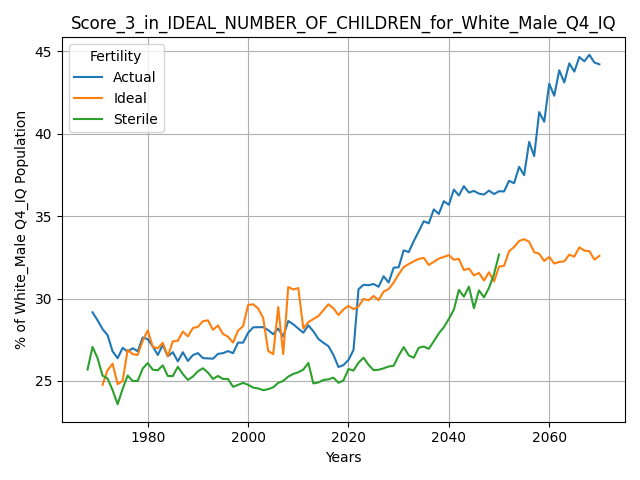 Score_3_in_IDEAL_NUMBER_OF_CHILDREN_for_White_Male_Q4_IQ
Fertility
Actual
Ideal
Sterile
45
40
35
30
25
% of White_Male Q4_IQ Population
1980
2000
2020
2040
2060
Years